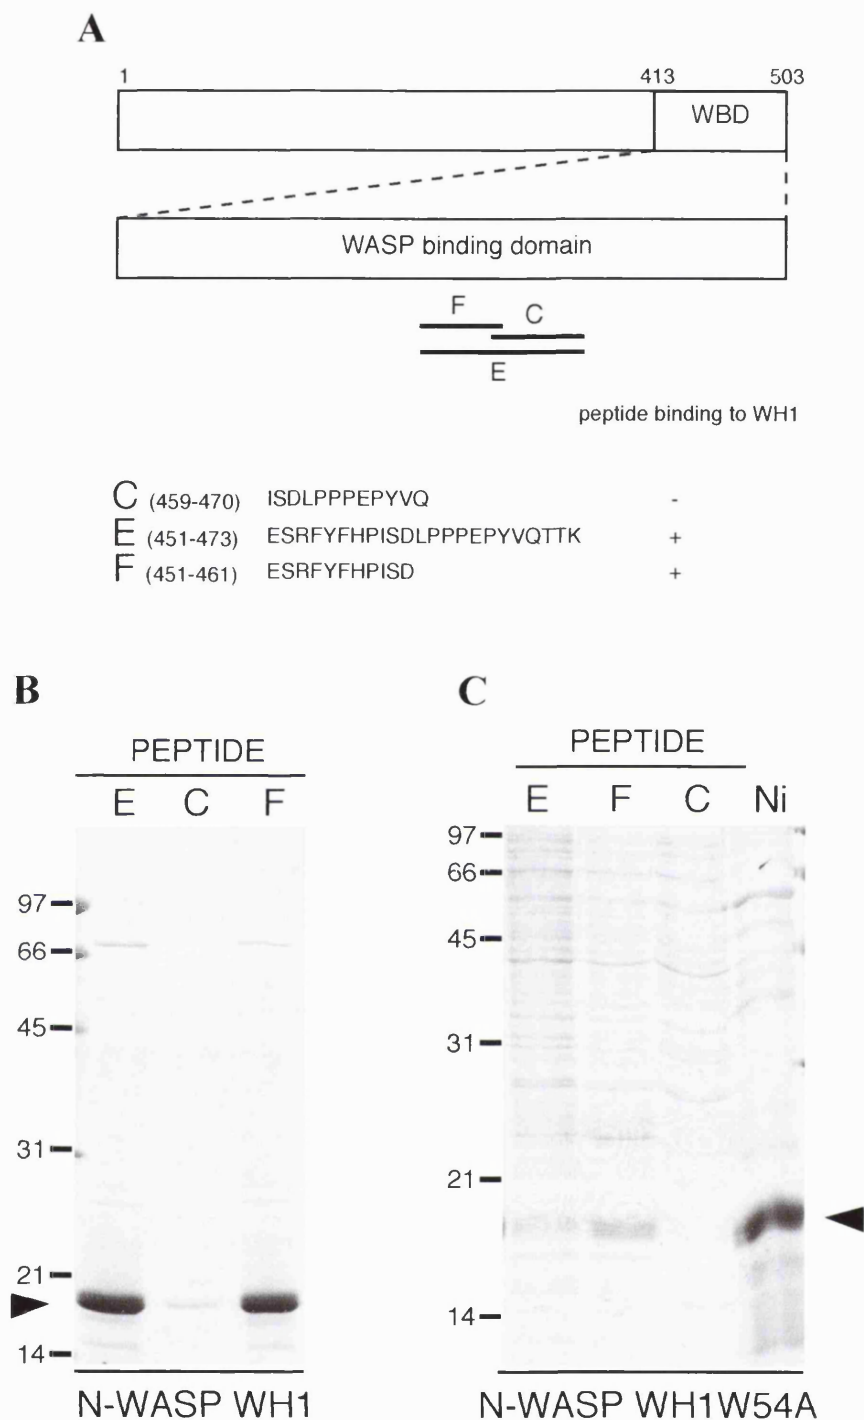 A
1 413 503
WBD
WASP binding domain
F
C
E
peptide binding to WH1
C (459-470) ISDLPPPEPYVQ -
E (451-473) ESRFYFHPISDLPPPEPYVQTTK +
F (451-461) ESRFYFHPISD +
B
PEPTIDE
E C F
97
66
45
31
21
14
N-WASP WH1
C
PEPTIDE
E F C Ni
97
66
45
31
21
14
N-WASP WH1W54A